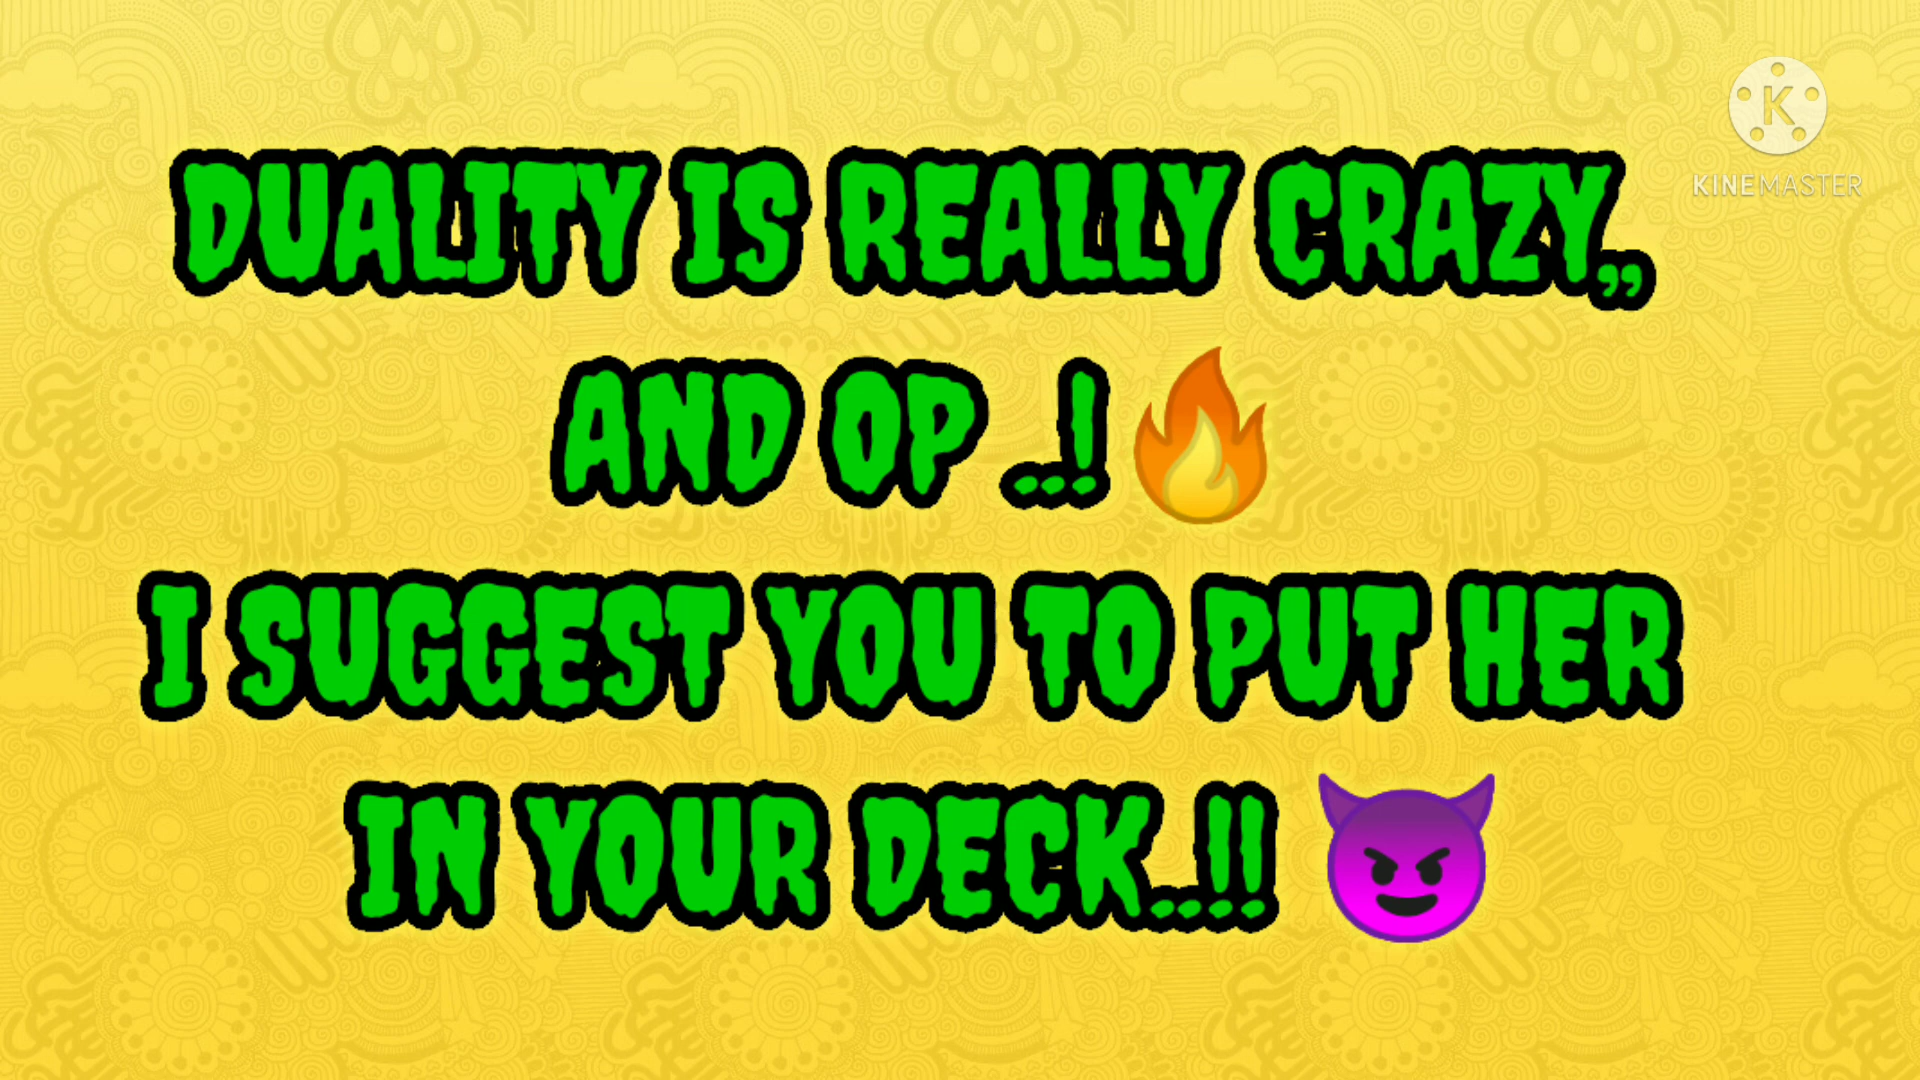 DUALITY IS REALLY CRAZY,,
AND OP ..! 🔥
I SUGGEST YOU TO PUT HER
IN YOUR DECK..!! 😈
K
KINEMASTER